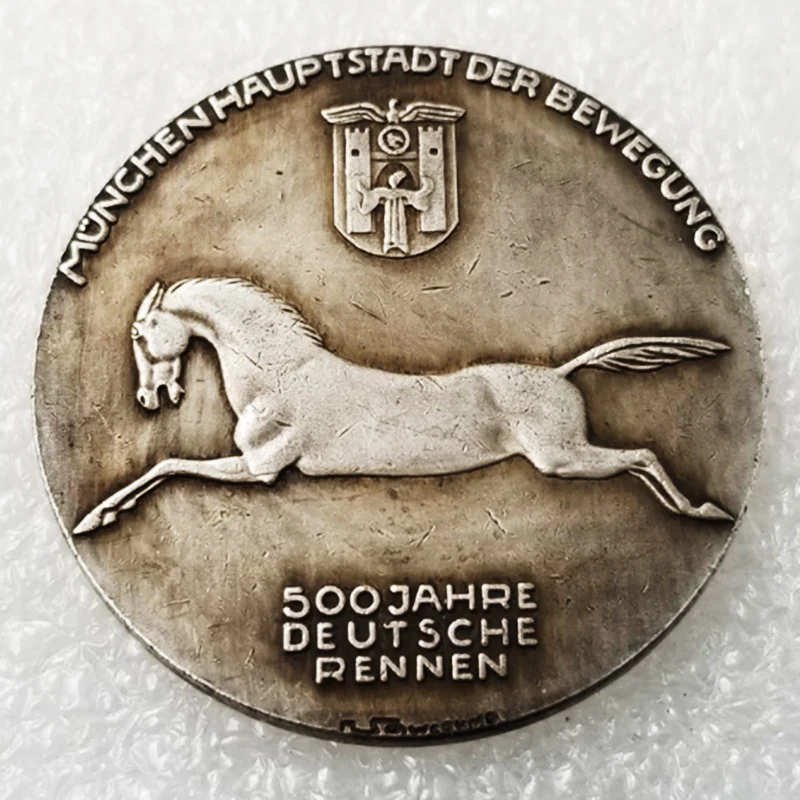 MÜNCHEN HAUPTSTADT DER BEWEGUNG
500 JAHRE
DEUTSCHE
RENNEN